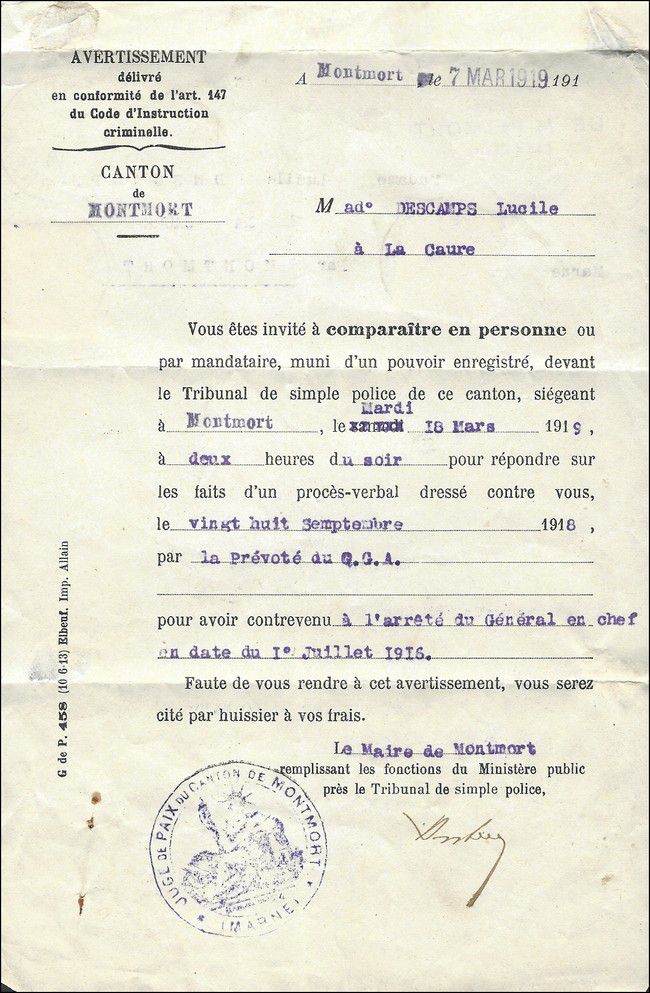 AVERTISSEMENT
délivré
en conformité de l'art. 147
du Code d'Instruction
criminelle.
CANTON
de
MONTMORT
A Montmort le 7 MAR 1919 191
M ad° DESCAMPS Lucile
à La Caure
Vous êtes invité à comparaître en personne ou
par mandataire, muni d'un pouvoir enregistré, devant
le Tribunal de simple police de ce canton, siégeant
Mardi
à Montmort, le 18 Mars 1919,
à deux heures du soir pour répondre sur
les faits d'un procès-verbal dressé contre vous,
le vingt huit Semptembre 1918,
par la Prévoté du Q.G.A.
pour avoir contrevenu à l'arrêté du Général en chef
en date du 1° Juillet 1916.
Faute de vous rendre à cet avertissement, vous serez
cité par huissier à vos frais.
Le Maire de Montmort
remplissant les fonctions du Ministère public
près le Tribunal de simple police,
JUGE DE PAIX DU CANTON DE MONTMORT
(MARNE)
G de P. 458 (10 6-13) Elbeuf. Imp. Allain